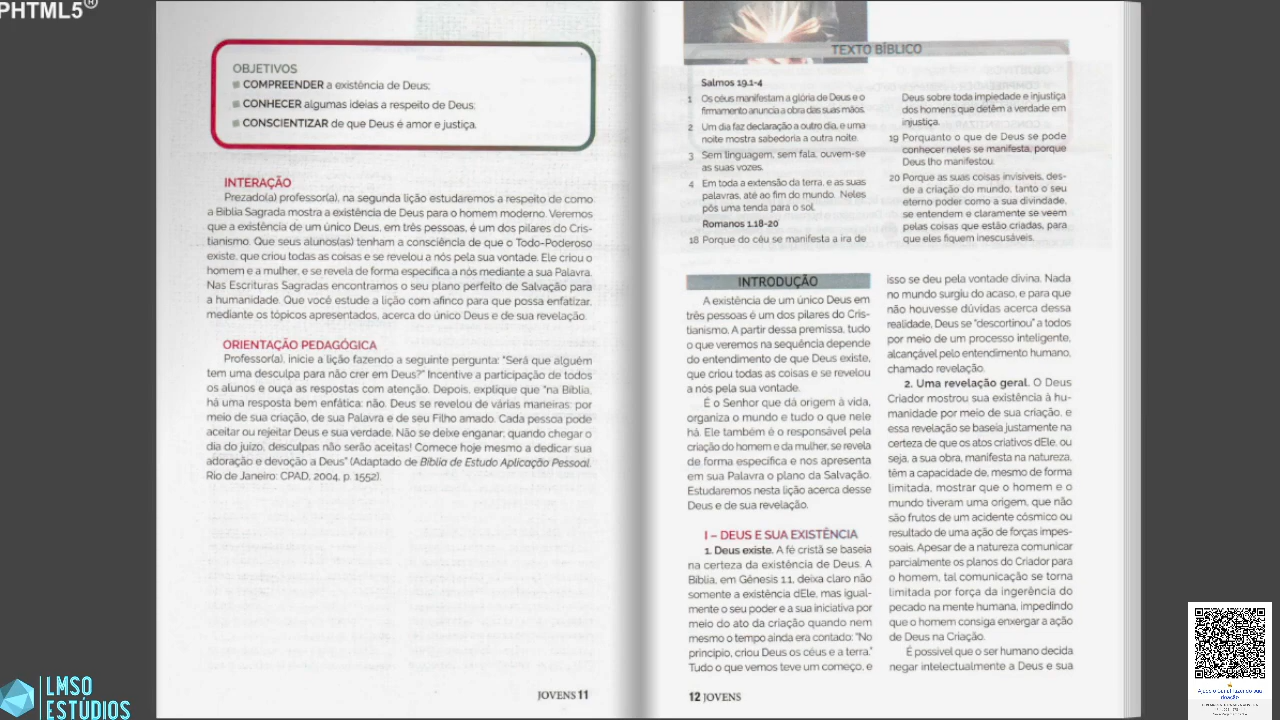 PHTML5®
OBJETIVOS
COMPREENDER a existência de Deus;
CONHECER algumas ideias a respeito de Deus;
CONSCIENTIZAR de que Deus é amor e justiça.
INTERAÇÃO
Prezado(a) professor(a), na segunda lição estudaremos a respeito de como
a Bíblia Sagrada mostra a existência de Deus para o homem moderno. Veremos
que a existência de um único Deus, em três pessoas, é um dos pilares do Cris-
tianismo. Que seus alunos(as) tenham a consciência de que o Todo-Poderoso
existe, que criou todas as coisas e se revelou a nós pela sua vontade. Ele criou o
homem e a mulher, e se revela de forma específica a nós mediante a sua Palavra.
Nas Escrituras Sagradas encontramos o seu plano perfeito de Salvação para
a humanidade. Que você estude a lição com afinco para que possa enfatizar,
mediante os tópicos apresentados, acerca do único Deus e de sua revelação.
ORIENTAÇÃO PEDAGÓGICA
Professor(a), inicie a lição fazendo a seguinte pergunta: "Será que alguém
tem uma desculpa para não crer em Deus?" Incentive a participação de todos
os alunos e ouça as respostas com atenção. Depois, explique que "na Bíblia,
há uma resposta bem enfática: não. Deus se revelou de várias maneiras: por
meio de sua criação, de sua Palavra e de seu Filho amado. Cada pessoa pode
aceitar ou rejeitar Deus e sua verdade. Não se deixe enganar; quando chegar o
dia do juízo, desculpas não serão aceitas! Comece hoje mesmo a dedicar sua
adoração e devoção a Deus" (Adaptado de Bíblia de Estudo Aplicação Pessoal.
Rio de Janeiro: CPAD, 2004, p. 1552).
JOVENS 11
TEXTO BÍBLICO
Salmos 19.1-4
1 Os céus manifestam a glória de Deus e o
firmamento anuncia a obra das suas mãos.
2 Um dia faz declaração a outro dia, e uma
noite mostra sabedoria a outra noite.
3 Sem linguagem, sem fala, ouvem-se
as suas vozes.
4 Em toda a extensão da terra, e as suas
palavras, até ao fim do mundo. Neles
pôs uma tenda para o sol.
Romanos 1.18-20
18 Porque do céu se manifesta a ira de
Deus sobre toda impiedade e injustiça
dos homens que detêm a verdade em
injustiça.
19 Porquanto o que de Deus se pode
conhecer neles se manifesta, porque
Deus lho manifestou.
20 Porque as suas coisas invisíveis, des-
de a criação do mundo, tanto o seu
eterno poder como a sua divindade,
se entendem e claramente se veem
pelas coisas que estão criadas, para
que eles fiquem inescusáveis.
INTRODUÇÃO
A existência de um único Deus em
três pessoas é um dos pilares do Cris-
tianismo. A partir dessa premissa, tudo
o que veremos na sequência depende
do entendimento de que Deus existe,
que criou todas as coisas e se revelou
a nós pela sua vontade.
É o Senhor que dá origem à vida,
organiza o mundo e tudo o que nele
há. Ele também é o responsável pela
criação do homem e da mulher, se revela
de forma específica e nos apresenta
em sua Palavra o plano da Salvação.
Estudaremos nesta lição acerca desse
Deus e de sua revelação.
I – DEUS E SUA EXISTÊNCIA
1. Deus existe. A fé cristã se baseia
na certeza da existência de Deus. A
Bíblia, em Gênesis 1.1, deixa claro não
somente a existência dEle, mas igual-
mente o seu poder e a sua iniciativa por
meio do ato da criação quando nem
mesmo o tempo ainda era contado: "No
princípio, criou Deus os céus e a terra."
Tudo o que vemos teve um começo, e
isso se deu pela vontade divina. Nada
no mundo surgiu do acaso, e para que
não houvesse dúvidas acerca dessa
realidade, Deus se "descortinou" a todos
por meio de um processo inteligente,
alcançável pelo entendimento humano,
chamado revelação.
2. Uma revelação geral. O Deus
Criador mostrou sua existência à hu-
manidade por meio de sua criação, e
essa revelação se baseia justamente na
certeza de que os atos criativos dEle, ou
seja, a sua obra, manifesta na natureza,
têm a capacidade de, mesmo de forma
limitada, mostrar que o homem e o
mundo tiveram uma origem, que não
são frutos de um acidente cósmico ou
resultado de uma ação de forças impes-
soais. Apesar de a natureza comunicar
parcialmente os planos do Criador para
o homem, tal comunicação se torna
limitada por força da ingerência do
pecado na mente humana, impedindo
que o homem consiga enxergar a ação
de Deus na Criação.
É possível que o ser humano decida
negar intelectualmente a Deus e sua
12 JOVENS
LMSO
ESTÚDIOS